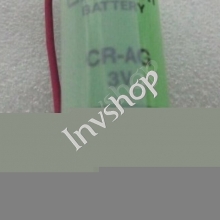 BATTERY
CR-AG
3V
Invshop